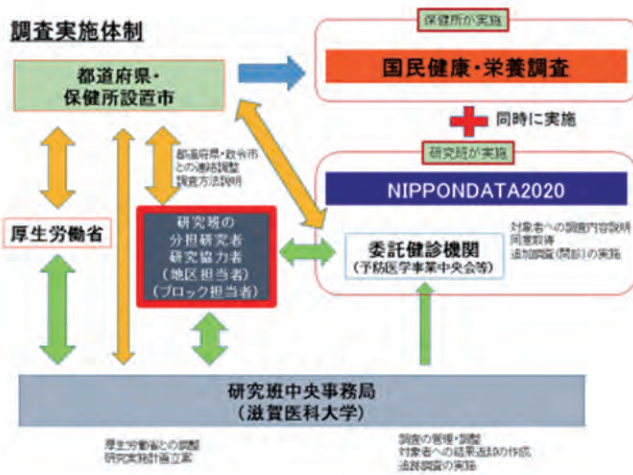 調査実施体制
都道府県・
保健所設置市
保健所が実施
国民健康・栄養調査
同時に実施
研究班が実施
NIPPONDATA2020
都道府県・政令市
との連絡調整
調査方法説明
厚生労働省
研究班の
分担研究者
研究協力者
(地区担当者)
(ブロック担当者)
委託健診機関
(予防医学事業中央会等)
対象者への調査内容説明
同意取得
追加調査(問診)の実施
研究班中央事務局
(滋賀医科大学)
厚生労働省との調整
研究実施計画立案
調査の管理・調整
対象者への結果返却の作成
追跡調査の実施